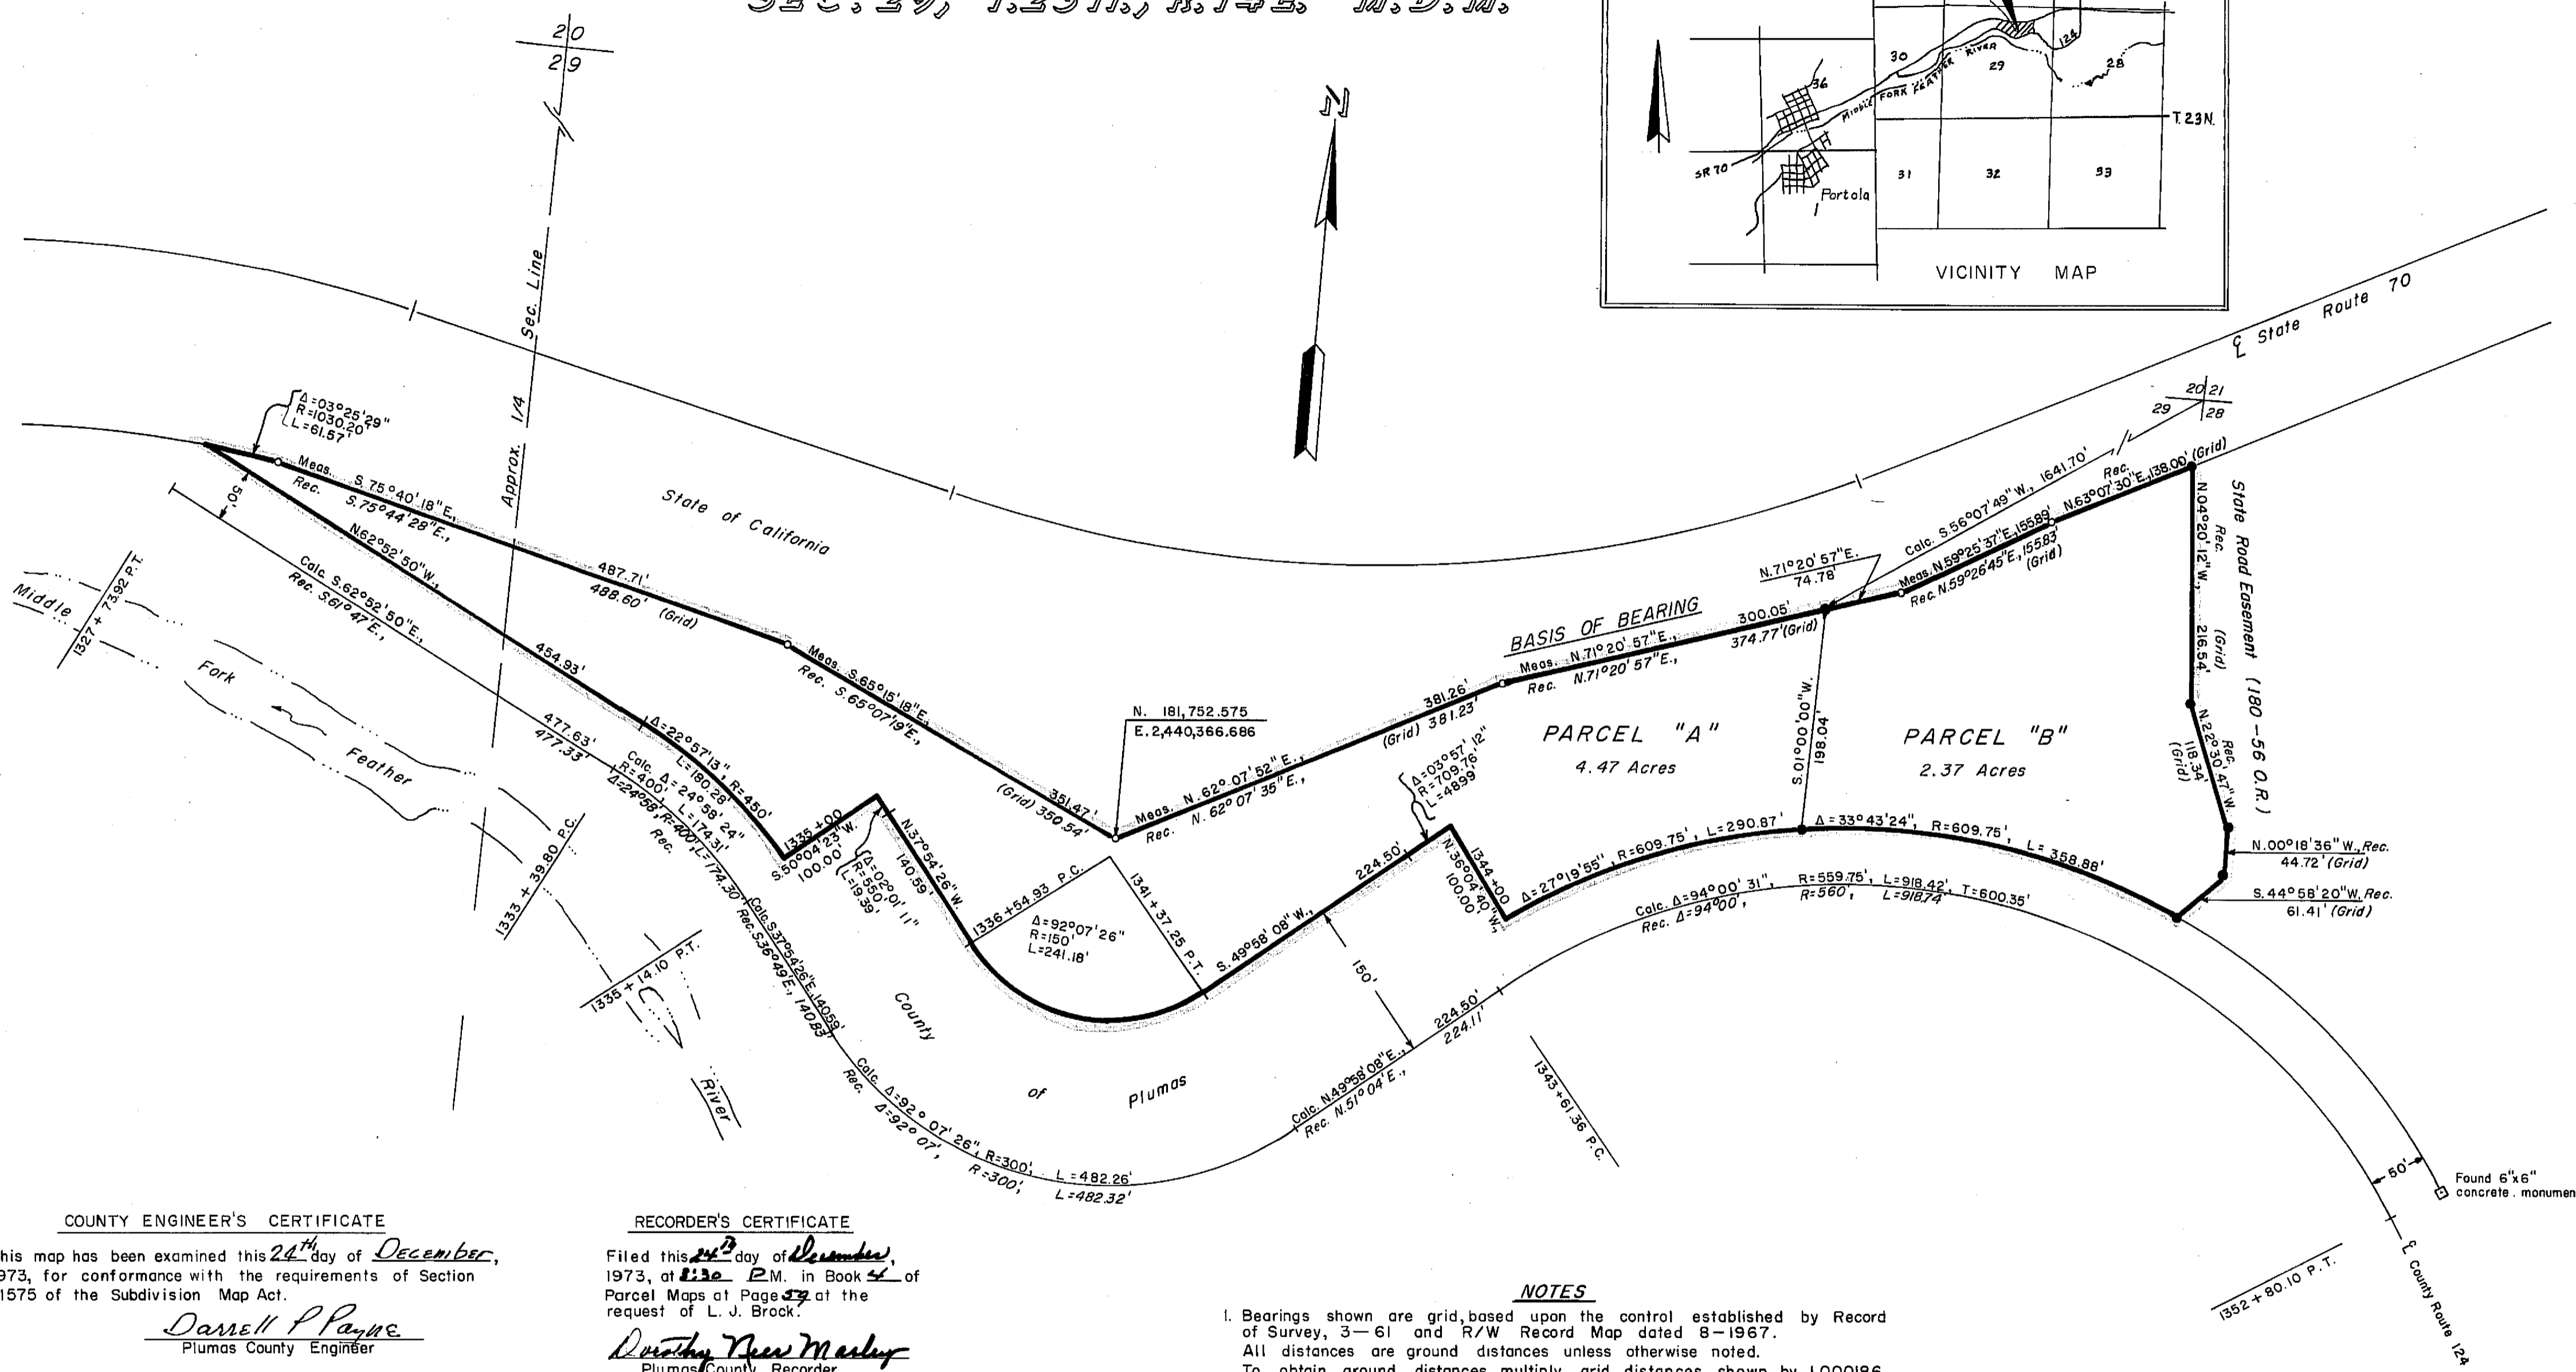 SEC. 29, T.23N., R.14E. M.D.M.
20
29
N
36
30
29
28
124
MIDDLE FORK FEATHER RIVER
T. 23N.
SR 70
31
32
33
Portola
1
VICINITY MAP
℄ State Route 70
20 21
29 28
Approx. 1/4 Sec. Line
Δ=03°25'29"
R=1030.20'
L=61.57'
50'
Meas. S.75°40'18"E., 487.71'
Rec. S.75°44'28"E., 488.60' (Grid)
State of California
N.62°52'50"W., 454.93'
Calc. S.62°52'50"E., 477.63'
Rec. S.61°47'E., 477.33'
1327+73.92 P.T.
Middle
Fork
Feather
River
1333+39.80 P.C.
1335+14.10 P.T.
Δ=22°57'13", R=450'
L=180.28'
Calc. Δ=24°58'24"
R=400', L=174.31'
Δ=24°58', R=400', L=174.30'
Rec.
Meas. S.65°15'18"E., 351.47'
Rec. S.65°07'19"E., (Grid) 350.54'
N. 181,752.575
E. 2,440,366.686
1335+00
S.50°04'23"W.
100.00'
Δ=02°01'11"
R=550'
L=19.39'
N.37°54'26"W.
140.59'
Calc. S.37°54'26"E., 140.59'
Rec. S.36°49'E., 140.83'
1336+54.93 P.C.
1341+37.25 P.T.
Δ=92°07'26"
R=150'
L=241.18'
County
of Plumas
Calc. Δ=92°07'26", R=300', L=482.26'
Rec. Δ=92°07', R=300', L=482.32'
Meas. N.62°07'52"E., 381.26'
Rec. N.62°07'35"E., (Grid) 381.23'
BASIS OF BEARING
Meas. N.71°20'57"E., 300.05'
Rec. N.71°20'57"E., 374.77'(Grid)
N.71°20'57"E.
74.78'
Calc. S.56°07'49"W., 1641.70'
Meas. N.59°25'37"E., 155.89'
Rec. N.59°26'45"E., 155.83'
(Grid)
Rec.
N.63°07'30"E., 138.00' (Grid)
N.04°20'12"W., 216.54'
Rec. (Grid)
State Road Easement (180-56 O.R.)
Rec.
N.22°30'47"W.
118.34'
(Grid)
N.00°18'36"W., Rec.
44.72' (Grid)
S.44°58'20"W., Rec.
61.41' (Grid)
PARCEL "A"
4.47 Acres
S.01°00'00"W.
198.04'
PARCEL "B"
2.37 Acres
Δ=03°57'12"
R=709.76'
L=48.99'
1344+00
N.36°04'40"W.,
100.00'
S.49°58'08"W., 224.50'
150'
Δ=27°19'55", R=609.75', L=290.87'
Δ=33°43'24", R=609.75', L=358.88'
Calc. Δ=94°00'31", R=559.75', L=918.42', T=600.35'
Rec. Δ=94°00', R=560', L=918.74'
Calc. N.49°58'08"E., 224.50'
Rec. N.51°04'E., 224.11'
1343+61.36 P.C.
50'
Found 6"x6"
concrete. monumen
1352+80.10 P.T.
℄ County Route 124
COUNTY ENGINEER'S CERTIFICATE
his map has been examined this 24th day of December,
973, for conformance with the requirements of Section
1575 of the Subdivision Map Act.
Darrell P Payne
Plumas County Engineer
RECORDER'S CERTIFICATE
Filed this 24th day of December,
1973, at 8:30 P.M. in Book 4 of
Parcel Maps at Page 59 at the
request of L. J. Brock.
Plumas County Recorder
NOTES
1. Bearings shown are grid, based upon the control established by Record
of Survey, 3-61 and R/W Record Map dated 8-1967.
All distances are ground distances unless otherwise noted.
To obtain ground distances multiply grid distances shown by 1.000186